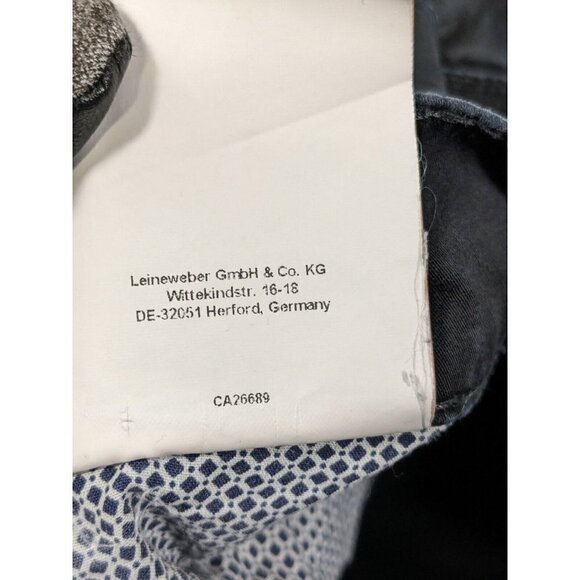 Leineweber GmbH & Co. KG
Wittekindstr. 16-18
DE-32051 Herford, Germany
CA26689